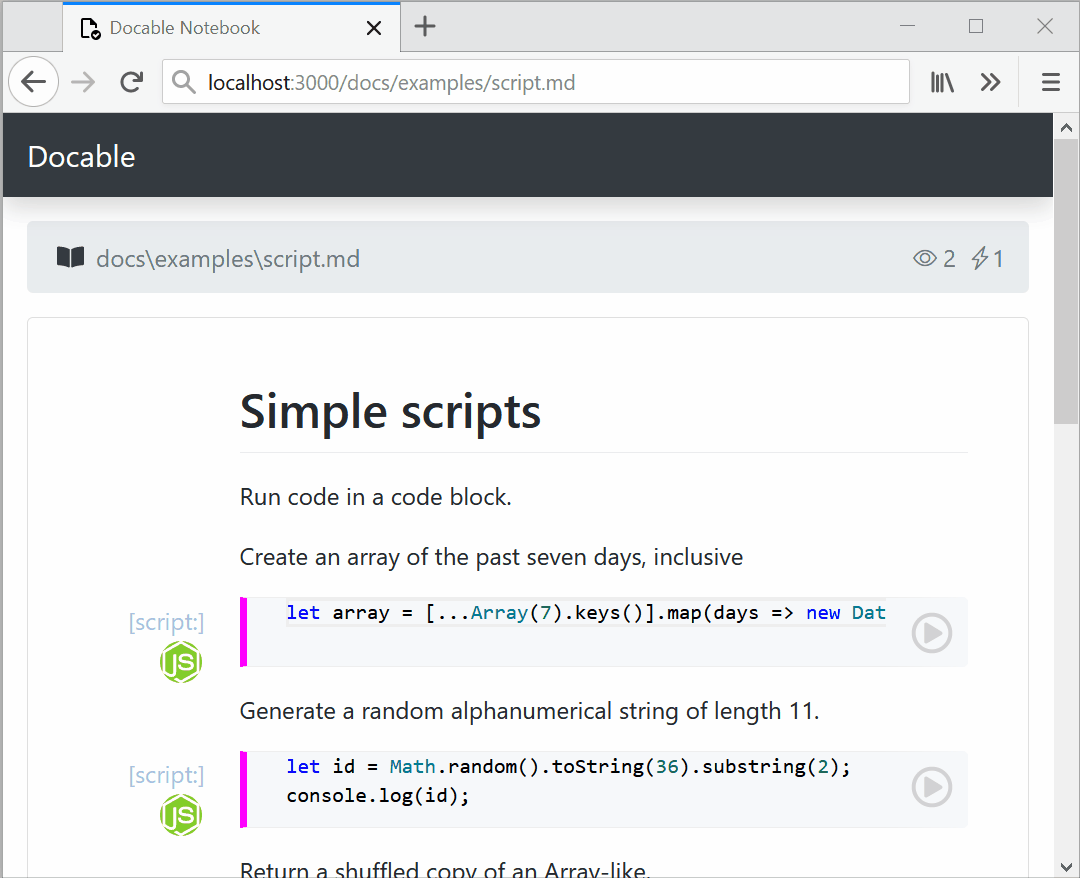 Docable Notebook
localhost:3000/docs/examples/script.md
Docable
docs\examples\script.md 2 1
Simple scripts
Run code in a code block.
Create an array of the past seven days, inclusive
[script:]
JS
let array = [...Array(7).keys()].map(days => new Dat
Generate a random alphanumerical string of length 11.
[script:]
JS
let id = Math.random().toString(36).substring(2);
console.log(id);
Return a shuffled copy of an Array-like.